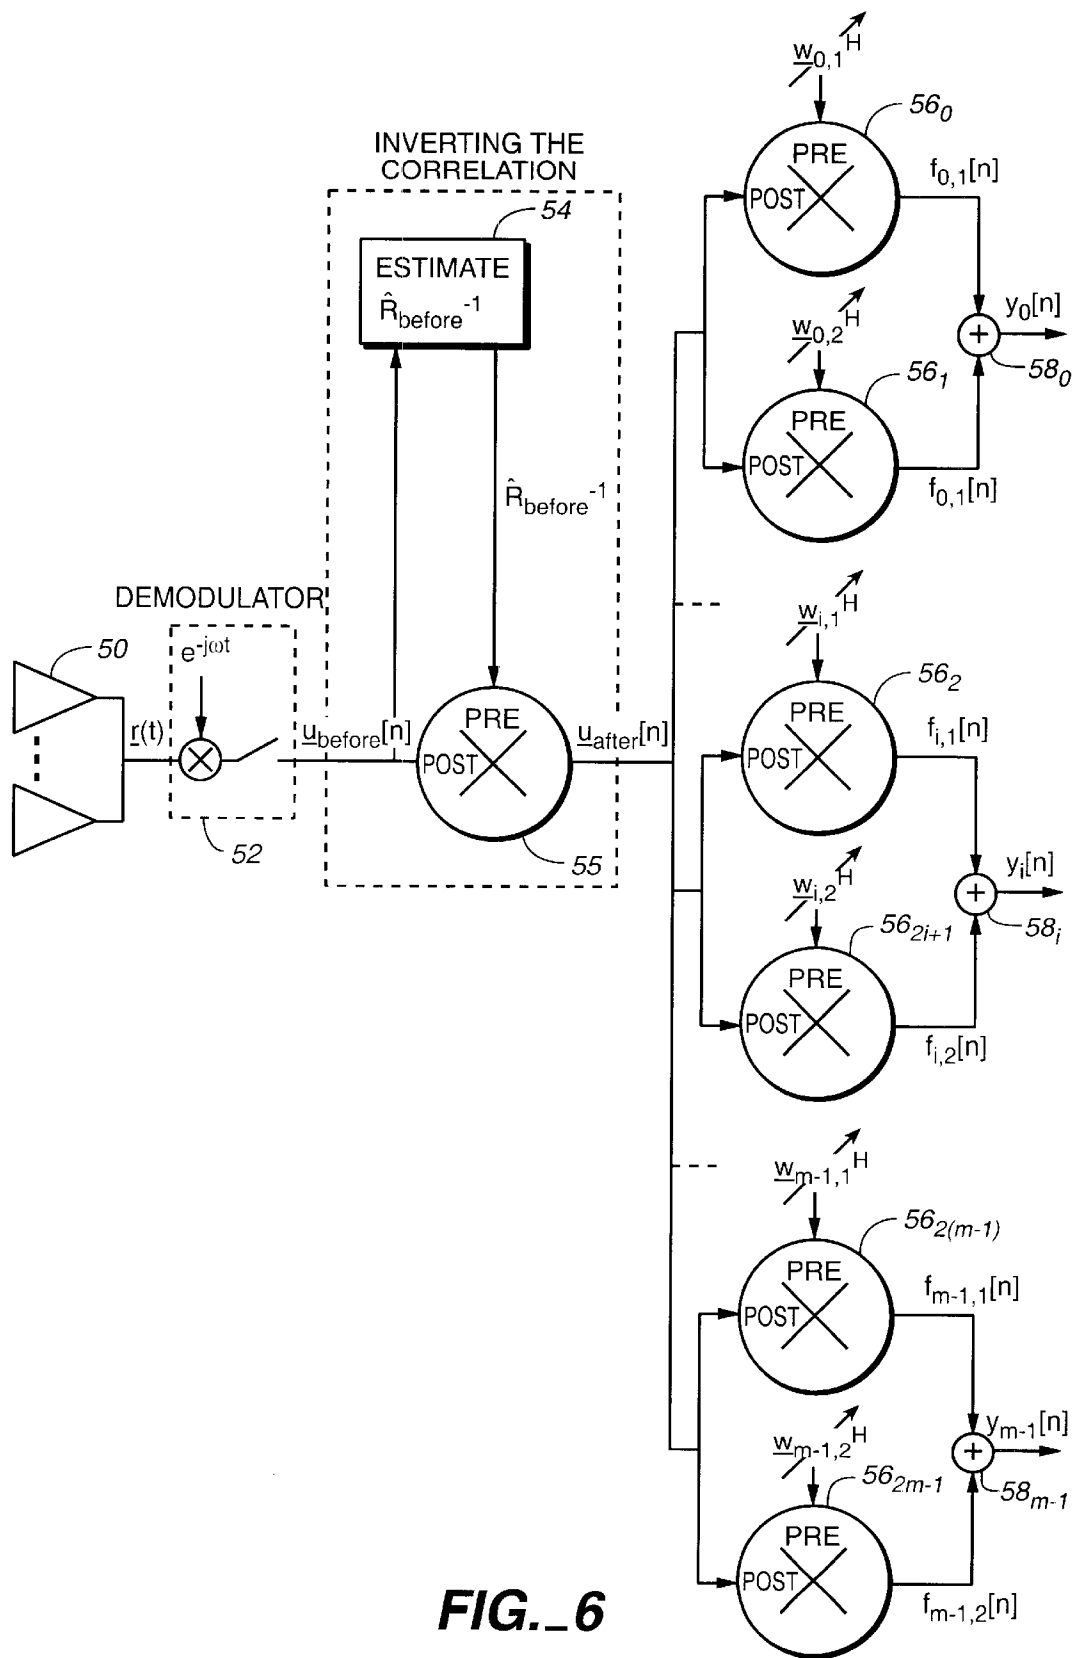 w0,1H
560
PRE
POST
f0,1[n]
INVERTING THE
CORRELATION
54
ESTIMATE
R̂before-1
w0,2H
y0[n]
580
561
PRE
POST
f0,1[n]
R̂before-1
DEMODULATOR
50
e-jωt
r(t)
52
ubefore[n]
PRE
POST
55
uafter[n]
wi,1H
562
PRE
POST
fi,1[n]
wi,2H
yi[n]
58i
562i+1
PRE
POST
fi,2[n]
wm-1,1H
562(m-1)
PRE
POST
fm-1,1[n]
wm-1,2H
ym-1[n]
58m-1
562m-1
PRE
POST
fm-1,2[n]
FIG._6